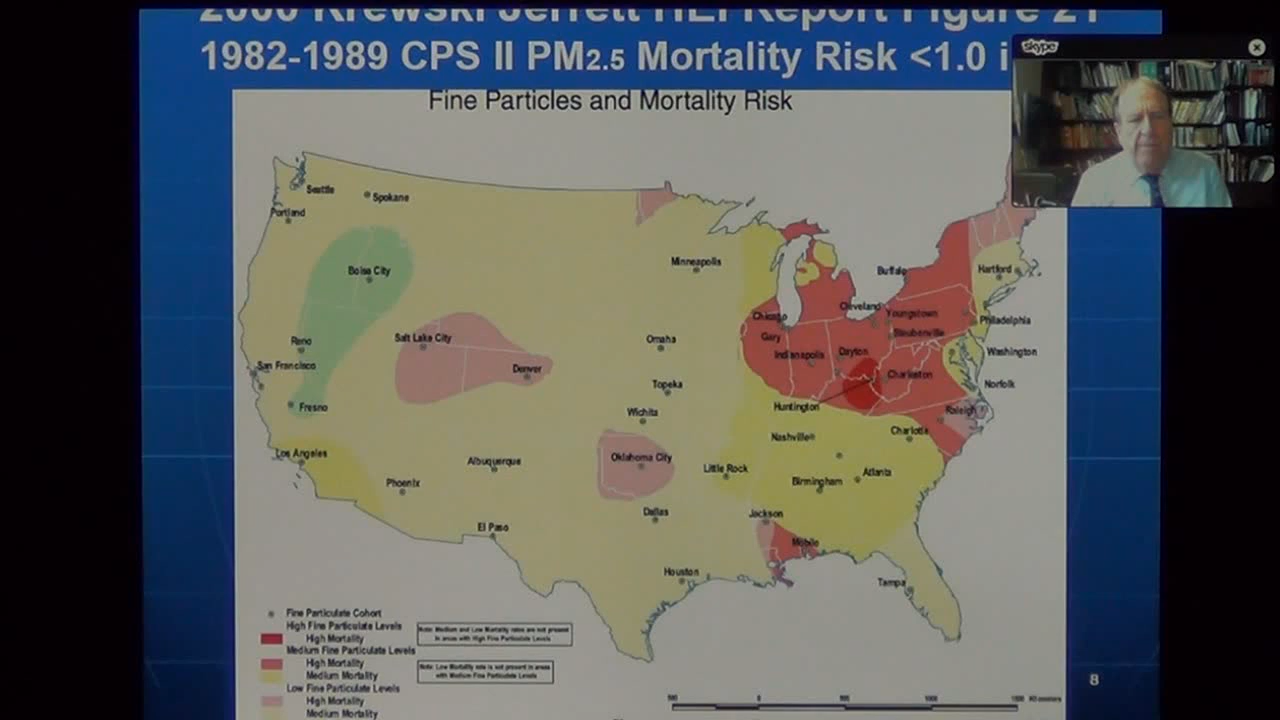 2000 Krewski Jerrett HEI Report Figure 21
1982-1989 CPS II PM2.5 Mortality Risk <1.0 i
skype
Fine Particles and Mortality Risk
Seattle
Spokane
Portland
Minneapolis
Boise City
Buffalo
Hartford
Cleveland
Youngstown
Chicago
Philadelphia
Steubenville
Gary
Reno
Salt Lake City
Omaha
Indianapolis
Dayton
Washington
San Francisco
Denver
Charleston
Topeka
Norfolk
Fresno
Wichita
Huntington
Raleigh
Nashville
Charlotte
Los Angeles
Albuquerque
Oklahoma City
Little Rock
Atlanta
Phoenix
Birmingham
Dallas
Jackson
El Paso
Mobile
Houston
Tampa
Fine Particulate Cohort
High Fine Particulate Levels
High Mortality
Note: Medium and Low Mortality rates are not present
in areas with High Fine Particulate Levels
Medium Fine Particulate Levels
High Mortality
Medium Mortality
Note: Low Mortality rate is not present in areas
with Medium Fine Particulate Levels
Low Fine Particulate Levels
High Mortality
Medium Mortality
500 0 500 1000 1500 Kilometers
8